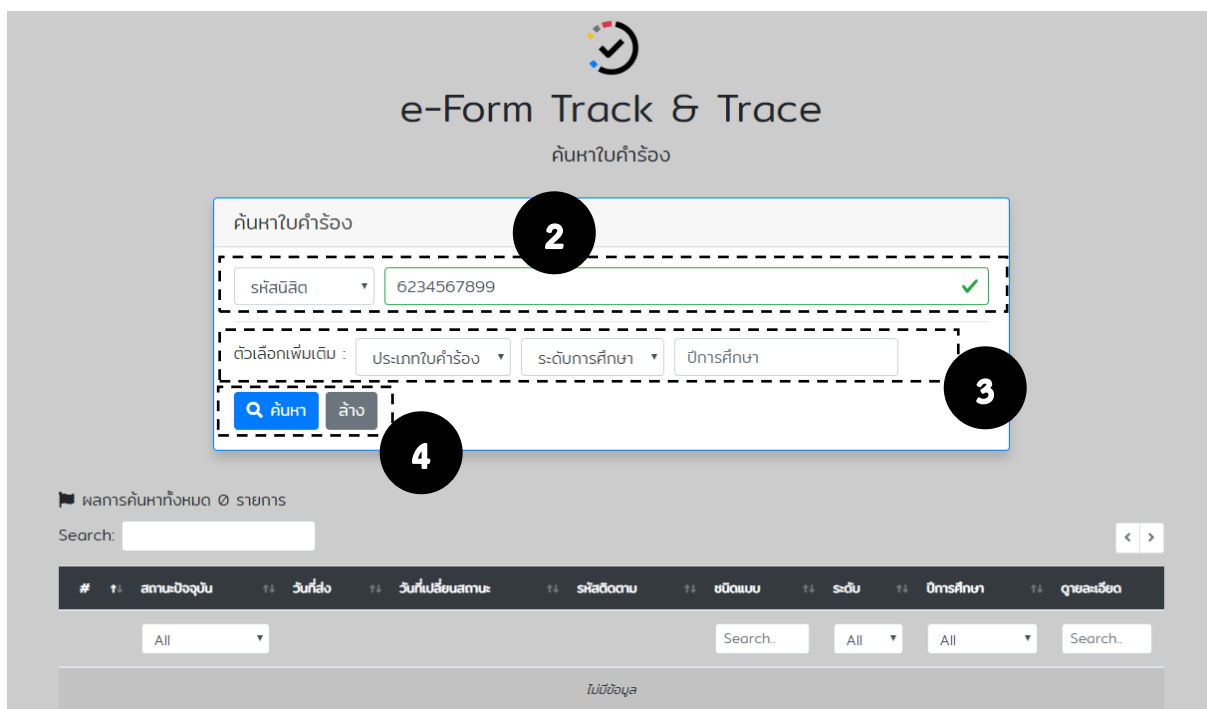 e-Form Track & Trace
ค้นหาใบคำร้อง
ค้นหาใบคำร้อง
2
รหัสนิสิต 6234567899
ตัวเลือกเพิ่มเติม : ประเภทใบคำร้อง ระดับการศึกษา ปีการศึกษา
3
ค้นหา ล้าง
4
ผลการค้นหาทั้งหมด 0 รายการ
Search:
# สถานะปัจจุบัน วันที่ส่ง วันที่เปลี่ยนสถานะ รหัสติดตาม ชนิดแบบ ระดับ ปีการศึกษา ดูายละเอียด
All Search.. All All Search..
ไม่มีข้อมูล